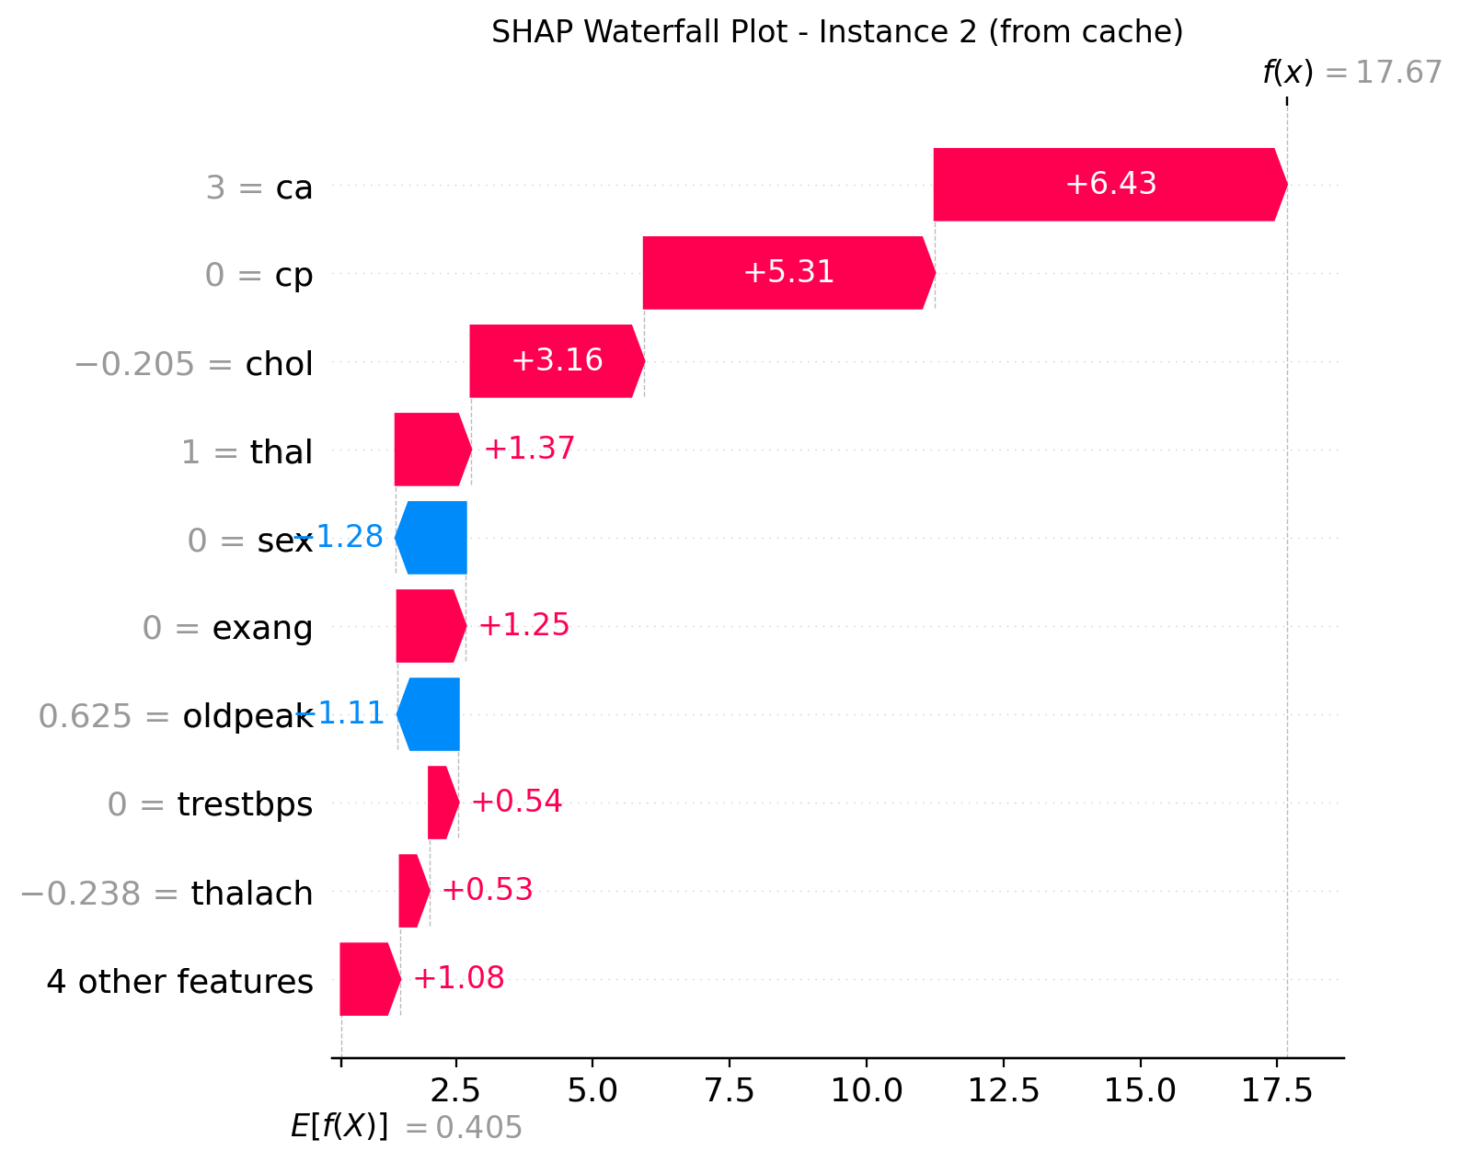 SHAP Waterfall Plot - Instance 2 (from cache)
f(x) = 17.67
3 = ca
+6.43
0 = cp
+5.31
−0.205 = chol
+3.16
1 = thal
+1.37
0 = sex
−1.28
0 = exang
+1.25
0.625 = oldpeak
−1.11
0 = trestbps
+0.54
−0.238 = thalach
+0.53
4 other features
+1.08
2.5 5.0 7.5 10.0 12.5 15.0 17.5
E[f(X)] = 0.405